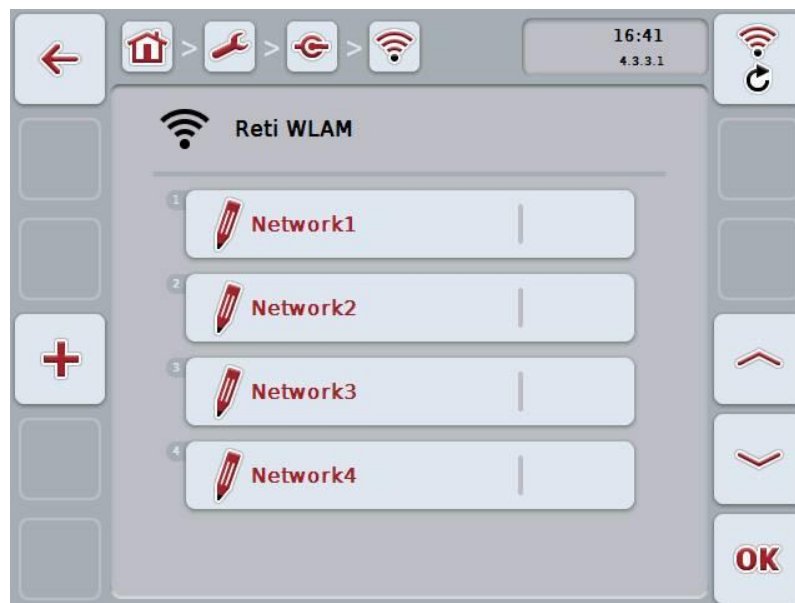 > > >
16:41
4.3.3.1
Reti WLAM
1
Network1
2
Network2
3
Network3
4
Network4
OK